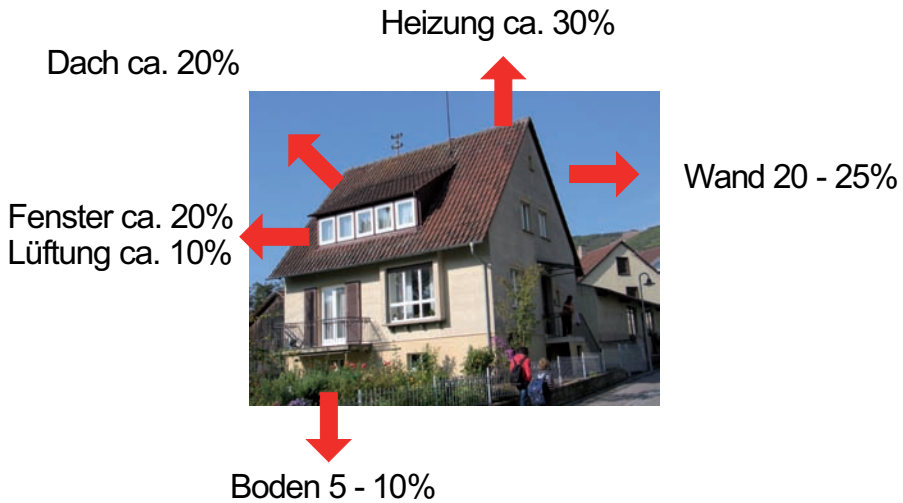 Heizung ca. 30%
Dach ca. 20%
Wand 20 - 25%
Fenster ca. 20%
Lüftung ca. 10%
Boden 5 - 10%